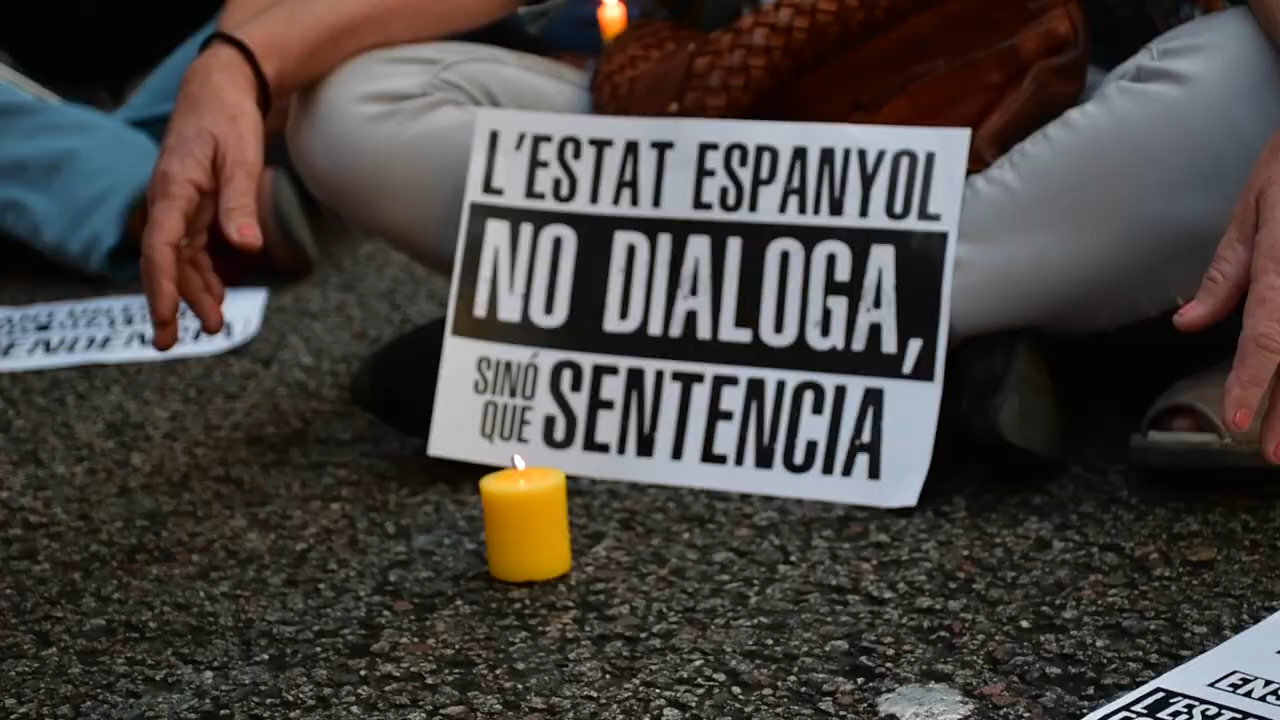 L'ESTAT ESPANYOL
NO DIALOGA,
SINÓ
QUE SENTENCIA